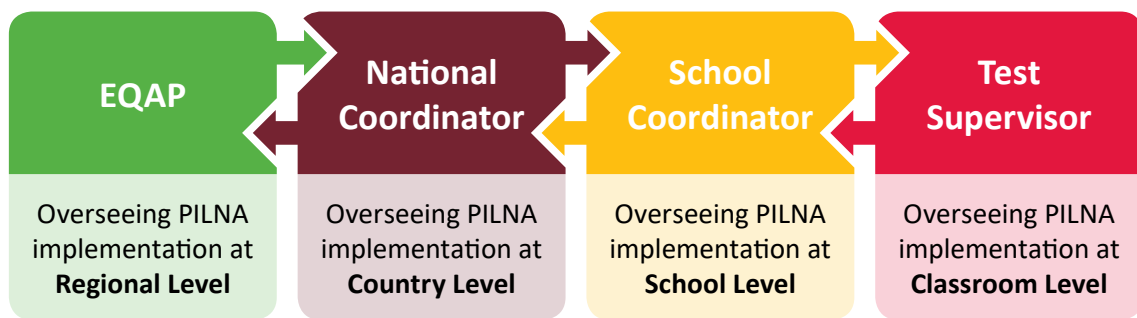 EQAP
Overseeing PILNA
implementation at
Regional Level
National
Coordinator
Overseeing PILNA
implementation at
Country Level
School
Coordinator
Overseeing PILNA
implementation at
School Level
Test
Supervisor
Overseeing PILNA
implementation at
Classroom Level